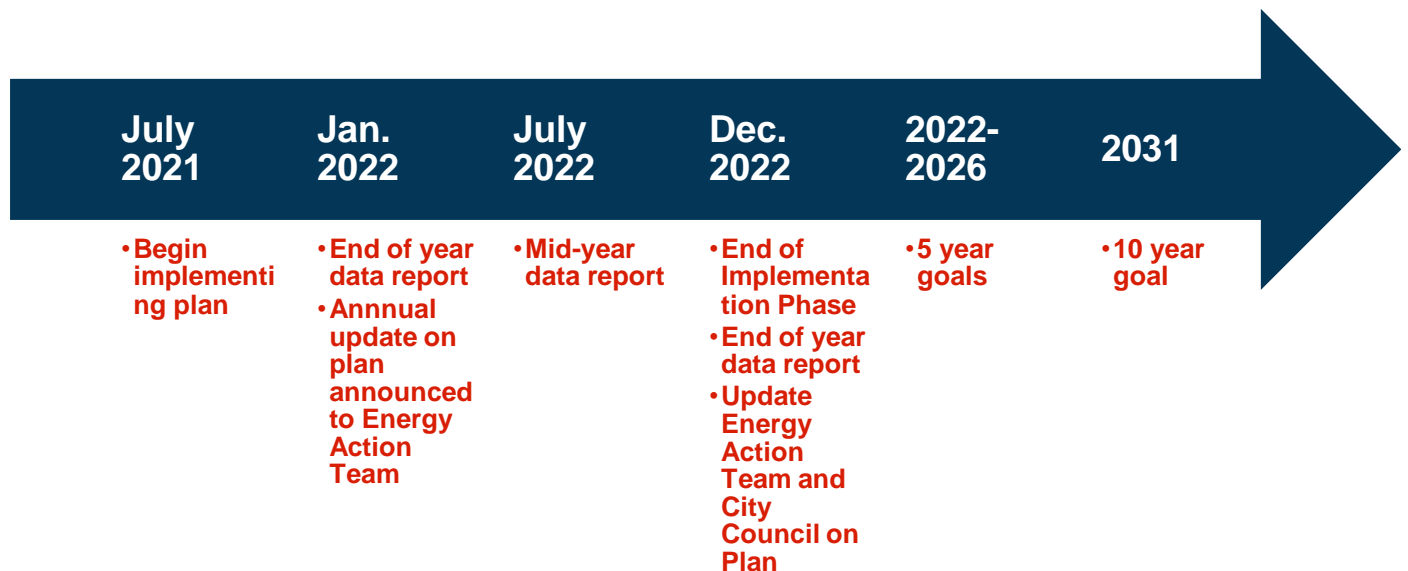 July
2021
Jan.
2022
July
2022
Dec.
2022
2022-
2026
2031
•Begin
implementi
ng plan
•End of year
data report
•Annnual
update on
plan
announced
to Energy
Action
Team
•Mid-year
data report
•End of
Implementa
tion Phase
•End of year
data report
•Update
Energy
Action
Team and
City
Council on
Plan
•5 year
goals
•10 year
goal